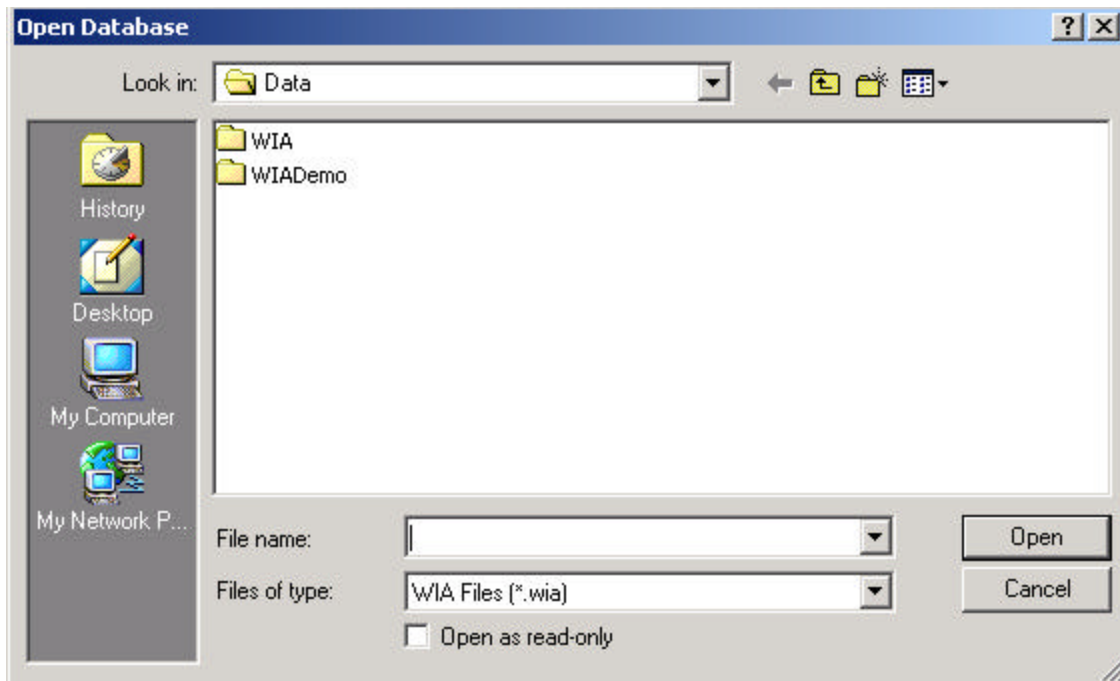 Open Database
Look in: Data
WIA
WIADemo
History
Desktop
My Computer
My Network P...
File name:
Open
Files of type: WIA Files (*.wia)
Cancel
Open as read-only